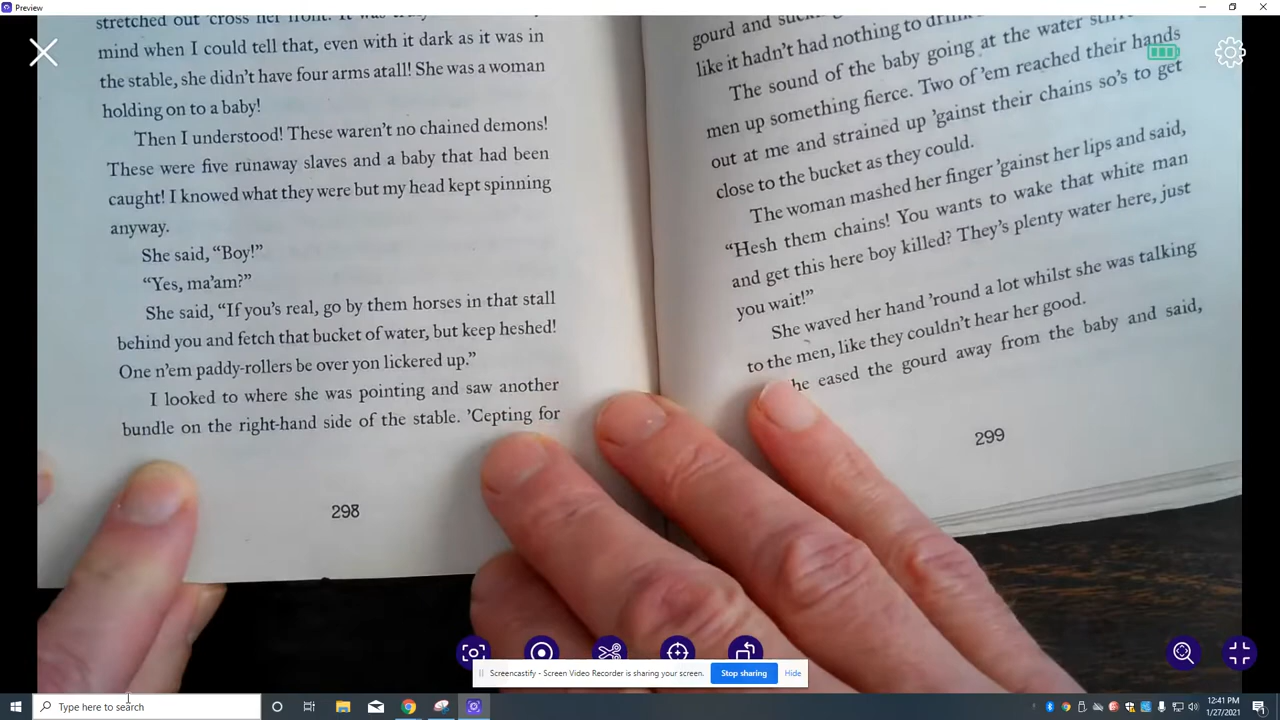 Preview
stretched out 'cross her front. It was
mind when I could tell that, even with it dark as it was in
the stable, she didn't have four arms atall! She was a woman
holding on to a baby!
Then I understood! These waren't no chained demons!
These were five runaway slaves and a baby that had been
caught! I knowed what they were but my head kept spinning
anyway.
She said, "Boy!"
"Yes, ma'am?"
She said, "If you's real, go by them horses in that stall
behind you and fetch that bucket of water, but keep heshed!
One n'em paddy-rollers be over yon lickered up."
I looked to where she was pointing and saw another
bundle on the right-hand side of the stable. 'Cepting for
298
gourd and
like it hadn't had nothing to
The sound of the baby going at the water
men up something fierce. Two of 'em reached their hands
out at me and strained up 'gainst their chains so's to get
close to the bucket as they could.
The woman mashed her finger 'gainst her lips and said,
"Hesh them chains! You wants to wake that white man
and get this here boy killed? They's plenty water here, just
you wait!"
She waved her hand 'round a lot whilst she was talking
to the men, like they couldn't hear her good.
he eased the gourd away from the baby and said,
299
Screencastify - Screen Video Recorder is sharing your screen. Stop sharing Hide
Type here to search
12:41 PM
1/27/2021